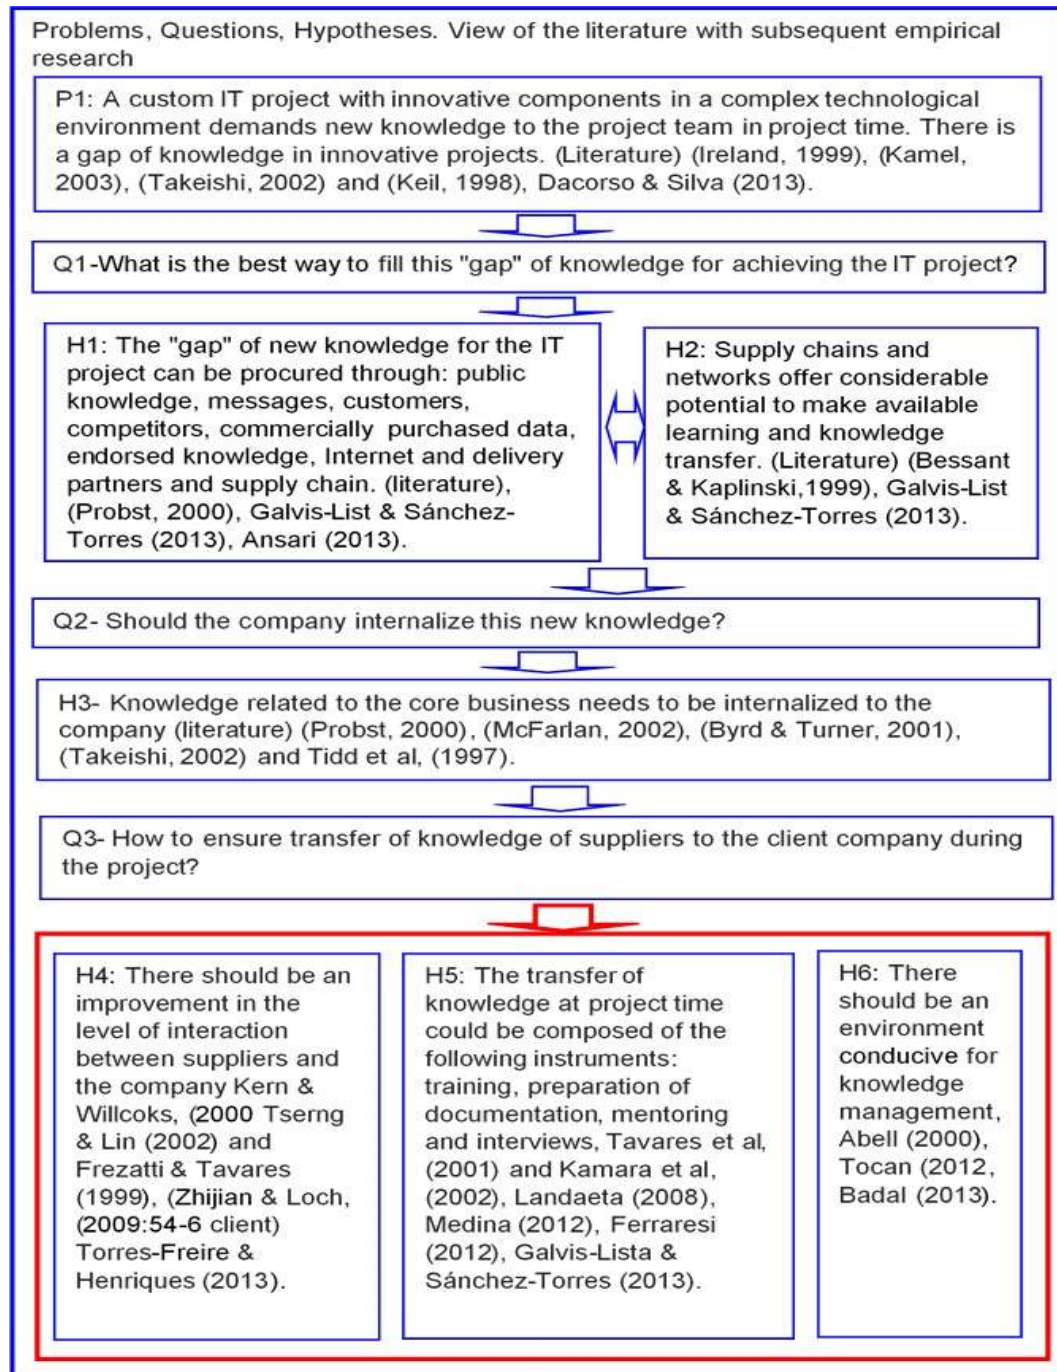 Problems, Questions, Hypotheses. View of the literature with subsequent empirical
research
P1: A custom IT project with innovative components in a complex technological
environment demands new knowledge to the project team in project time. There is
a gap of knowledge in innovative projects. (Literature) (Ireland, 1999), (Kamel,
2003), (Takeishi, 2002) and (Keil, 1998), Dacorso & Silva (2013).
Q1-What is the best way to fill this "gap" of knowledge for achieving the IT project?
H1: The "gap" of new knowledge for the IT
project can be procured through: public
knowledge, messages, customers,
competitors, commercially purchased data,
endorsed knowledge, Internet and delivery
partners and supply chain. (literature),
(Probst, 2000), Galvis-List & Sánchez-
Torres (2013), Ansari (2013).
H2: Supply chains and
networks offer considerable
potential to make available
learning and knowledge
transfer. (Literature) (Bessant
& Kaplinski,1999), Galvis-List
& Sánchez-Torres (2013).
Q2- Should the company internalize this new knowledge?
H3- Knowledge related to the core business needs to be internalized to the
company (literature) (Probst, 2000), (McFarlan, 2002), (Byrd & Turner, 2001),
(Takeishi, 2002) and Tidd et al, (1997).
Q3- How to ensure transfer of knowledge of suppliers to the client company during
the project?
H4: There should be an
improvement in the
level of interaction
between suppliers and
the company Kern &
Willcoks, (2000 Tserng
& Lin (2002) and
Frezatti & Tavares
(1999), (Zhijian & Loch,
(2009:54-6 client)
Torres-Freire &
Henriques (2013).
H5: The transfer of
knowledge at project time
could be composed of the
following instruments:
training, preparation of
documentation, mentoring
and interviews, Tavares et al,
(2001) and Kamara et al,
(2002), Landaeta (2008),
Medina (2012), Ferraresi
(2012), Galvis-Lista &
Sánchez-Torres (2013).
H6: There
should be an
environment
conducive for
knowledge
management,
Abell (2000),
Tocan (2012,
Badal (2013).